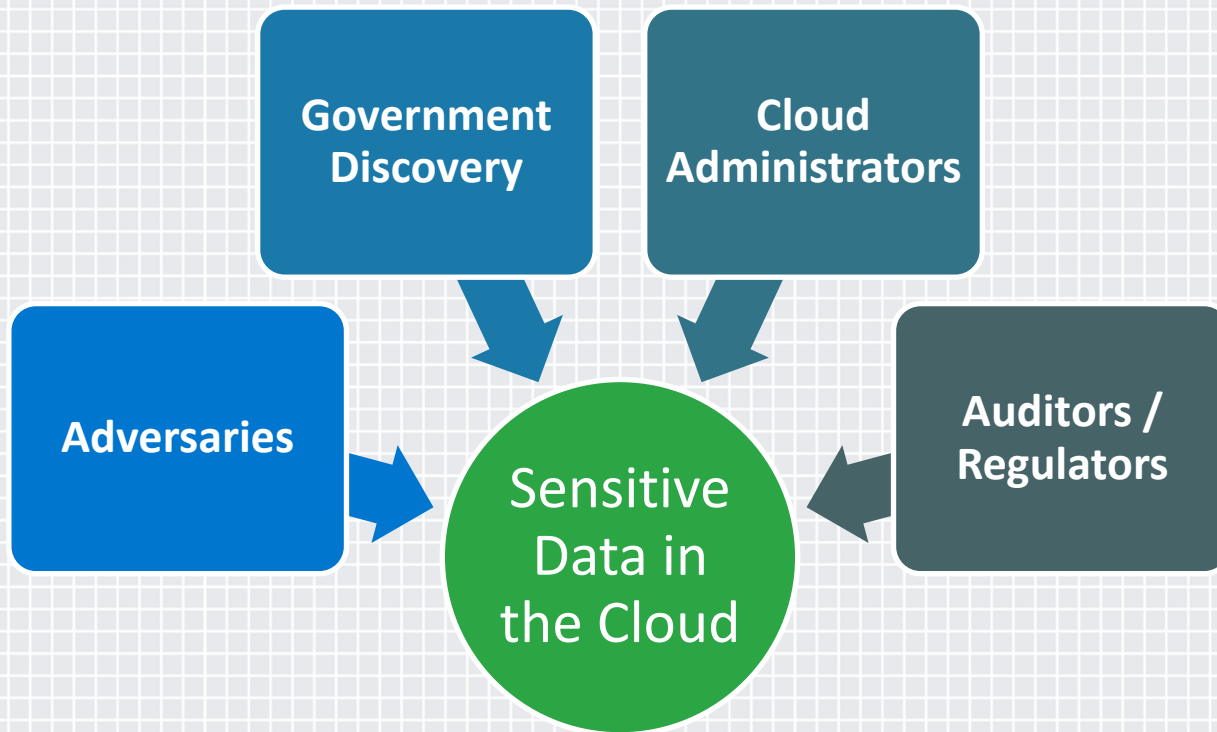 Government
Discovery
Cloud
Administrators
Adversaries
Auditors /
Regulators
Sensitive
Data in
the Cloud